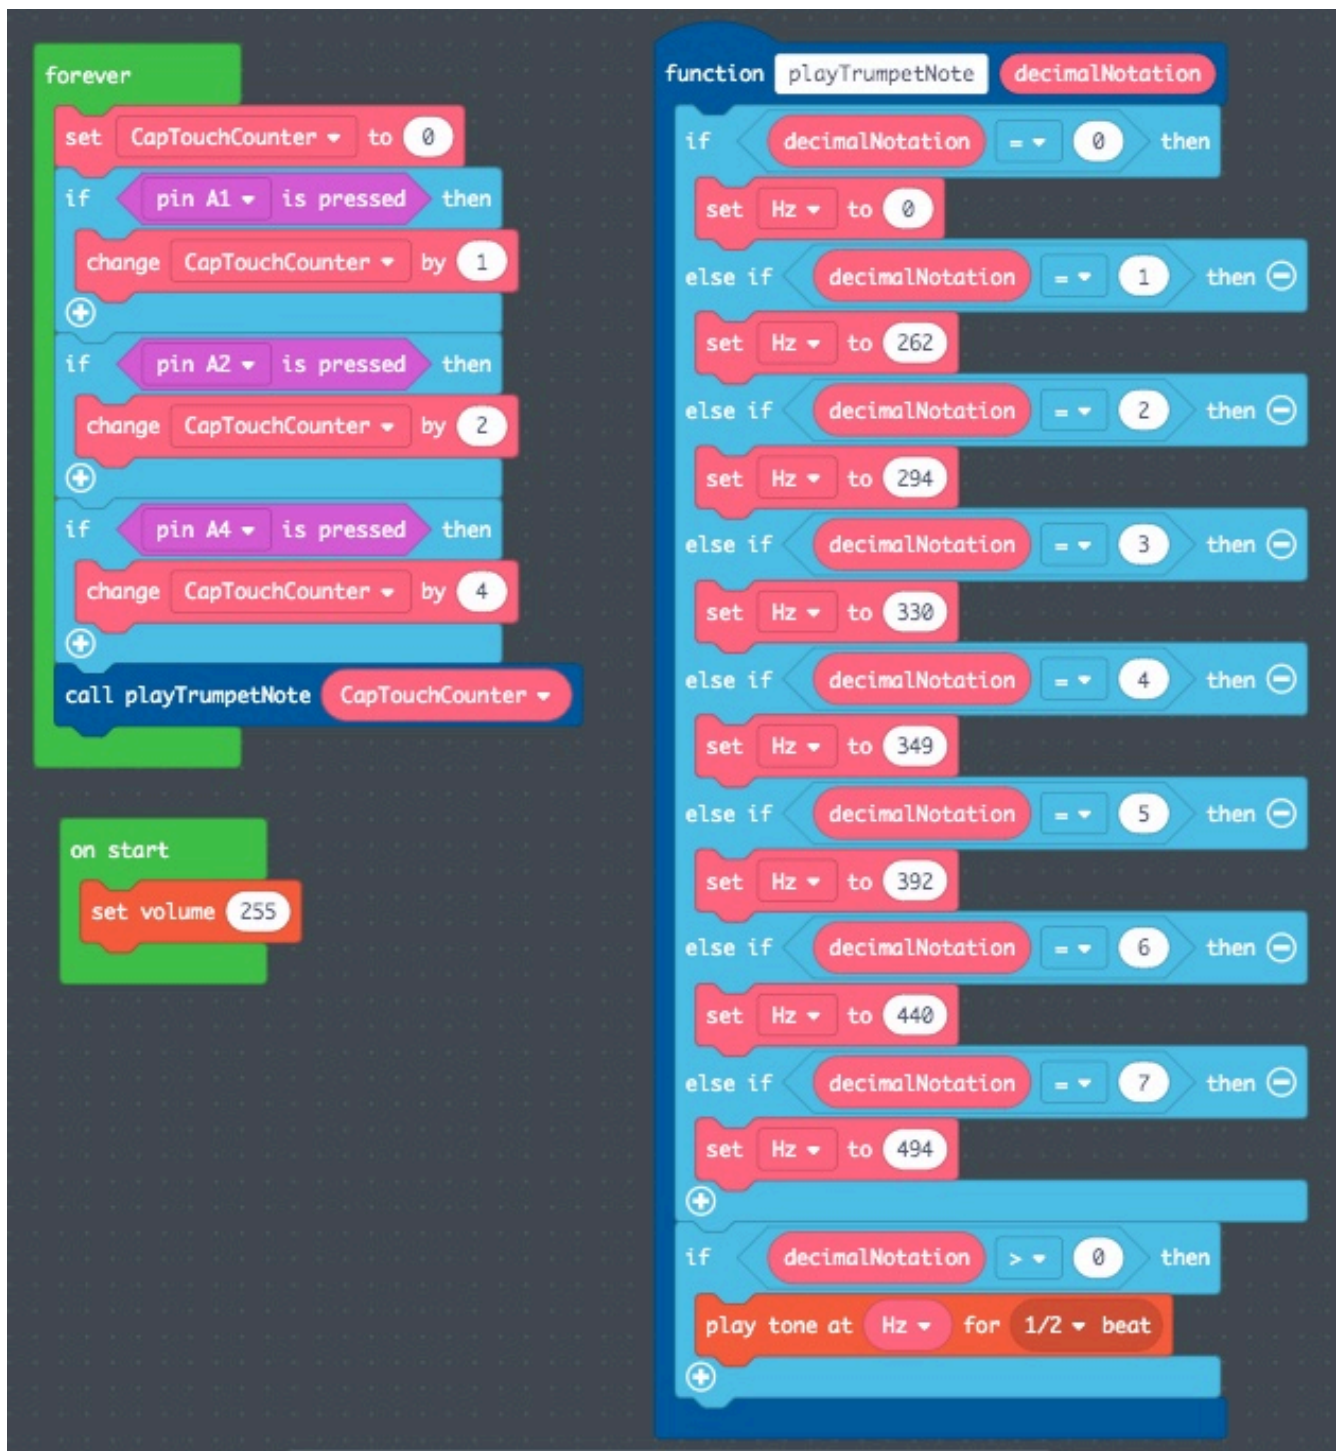 forever
set CapTouchCounter to 0
if pin A1 is pressed then
change CapTouchCounter by 1
if pin A2 is pressed then
change CapTouchCounter by 2
if pin A4 is pressed then
change CapTouchCounter by 4
call playTrumpetNote CapTouchCounter
on start
set volume 255
function playTrumpetNote decimalNotation
if decimalNotation = 0 then
set Hz to 0
else if decimalNotation = 1 then
set Hz to 262
else if decimalNotation = 2 then
set Hz to 294
else if decimalNotation = 3 then
set Hz to 330
else if decimalNotation = 4 then
set Hz to 349
else if decimalNotation = 5 then
set Hz to 392
else if decimalNotation = 6 then
set Hz to 440
else if decimalNotation = 7 then
set Hz to 494
if decimalNotation > 0 then
play tone at Hz for 1/2 beat